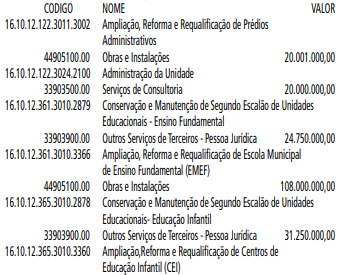 CODIGO NOME VALOR
16.10.12.122.3011.3002 Ampliação, Reforma e Requalificação de Prédios
Administrativos
44905100.00 Obras e Instalações 20.001.000,00
16.10.12.122.3024.2100 Administração da Unidade
33903500.00 Serviços de Consultoria 20.000.000,00
16.10.12.361.3010.2879 Conservação e Manutenção de Segundo Escalão de Unidades
Educacionais - Ensino Fundamental
33903900.00 Outros Serviços de Terceiros - Pessoa Jurídica 24.750.000,00
16.10.12.361.3010.3366 Ampliação, Reforma e Requalificação de Escola Municipal
de Ensino Fundamental (EMEF)
44905100.00 Obras e Instalações 108.000.000,00
16.10.12.365.3010.2878 Conservação e Manutenção de Segundo Escalão de Unidades
Educacionais- Educação Infantil
33903900.00 Outros Serviços de Terceiros - Pessoa Jurídica 31.250.000,00
16.10.12.365.3010.3360 Ampliação,Reforma e Requalificação de Centros de
Educação Infantil (CEI)